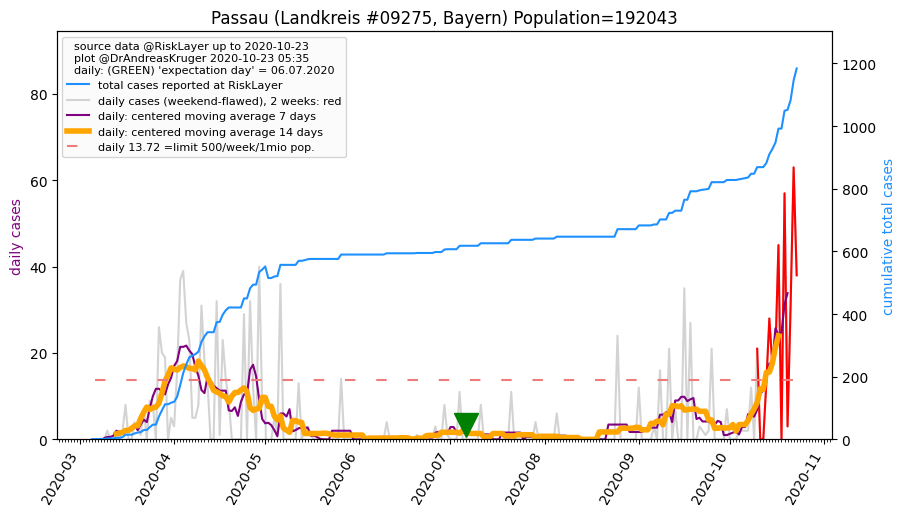 Passau (Landkreis #09275, Bayern) Population=192043
source data @RiskLayer up to 2020-10-23
plot @DrAndreasKruger 2020-10-23 05:35
daily: (GREEN) 'expectation day' = 06.07.2020
total cases reported at RiskLayer
daily cases (weekend-flawed), 2 weeks: red
daily: centered moving average 7 days
daily: centered moving average 14 days
daily 13.72 =limit 500/week/1mio pop.
daily cases
80
60
40
20
0
cumulative total cases
1200
1000
800
600
400
200
0
2020-03
2020-04
2020-05
2020-06
2020-07
2020-08
2020-09
2020-10
2020-11